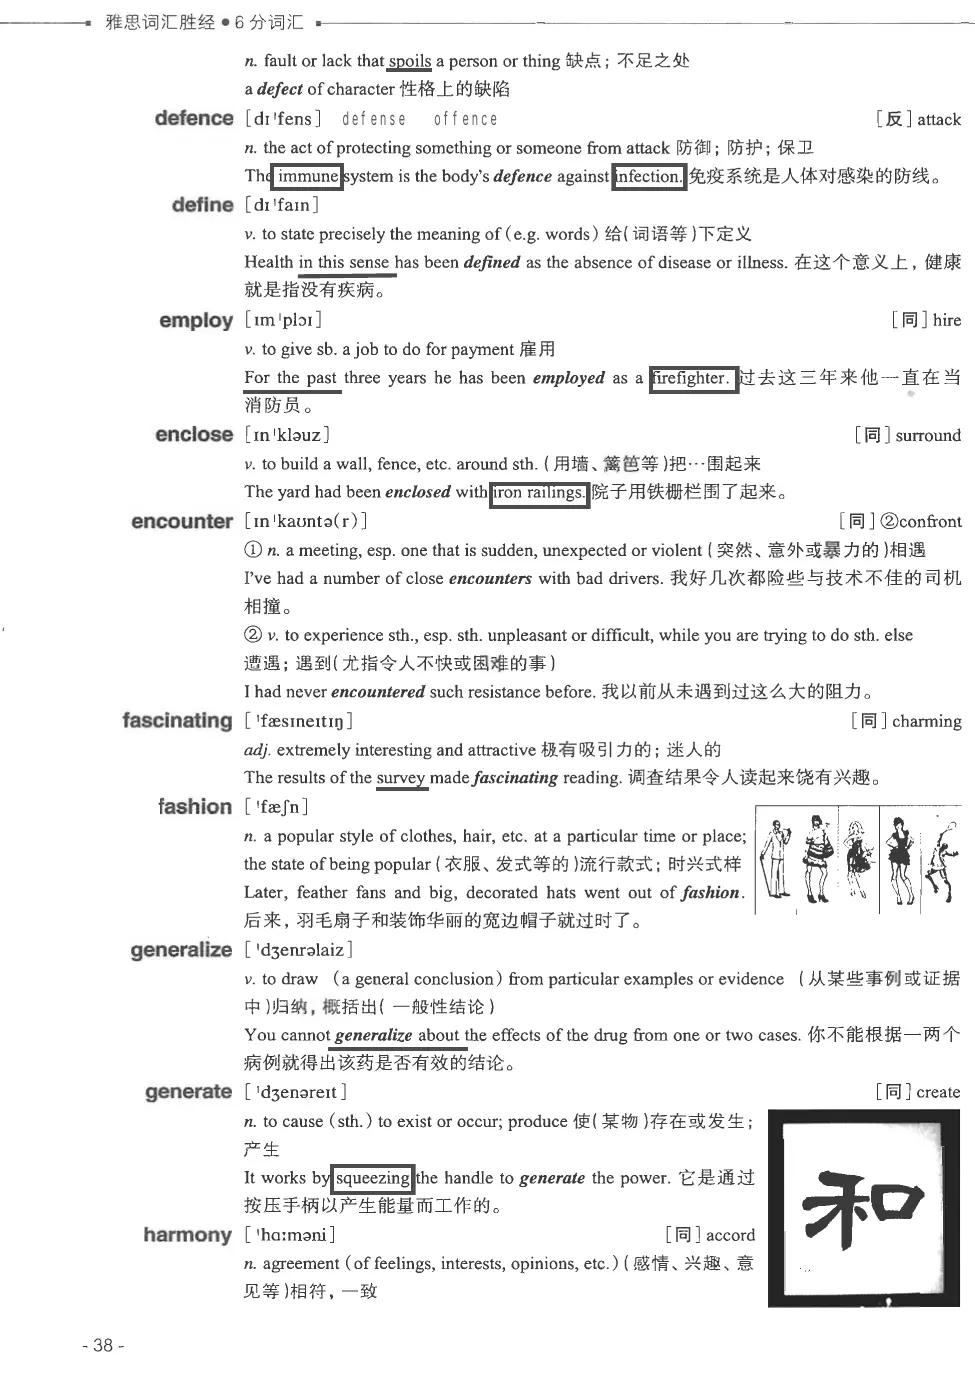 雅思词汇胜经●6分词汇
n. fault or lack that spoils a person or thing 缺点；不足之处
a defect of character 性格上的缺陷
defence [dɪˈfens] defense offence [反] attack
n. the act of protecting something or someone from attack 防御；防护；保卫
The immune system is the body's defence against infection. 免疫系统是人体对感染的防线。
define [dɪˈfaɪn]
v. to state precisely the meaning of (e.g. words) 给(词语等)下定义
Health in this sense has been defined as the absence of disease or illness. 在这个意义上，健康
就是指没有疾病。
employ [ɪmˈplɔɪ] [同] hire
v. to give sb. a job to do for payment 雇用
For the past three years he has been employed as a firefighter. 过去这三年来他一直在当
消防员。
enclose [ɪnˈkləuz] [同] surround
v. to build a wall, fence, etc. around sth. (用墙、篱笆等)把…围起来
The yard had been enclosed with iron railings. 院子用铁栅栏围了起来。
encounter [ɪnˈkaʊntə(r)] [同] ②confront
① n. a meeting, esp. one that is sudden, unexpected or violent (突然、意外或暴力的)相遇
I've had a number of close encounters with bad drivers. 我好几次都险些与技术不佳的司机
相撞。
② v. to experience sth., esp. sth. unpleasant or difficult, while you are trying to do sth. else
遭遇；遇到(尤指令人不快或困难的事)
I had never encountered such resistance before. 我以前从未遇到过这么大的阻力。
fascinating [ˈfæsɪneɪtɪŋ] [同] charming
adj. extremely interesting and attractive 极有吸引力的；迷人的
The results of the survey made fascinating reading. 调查结果令人读起来饶有兴趣。
fashion [ˈfæʃn]
n. a popular style of clothes, hair, etc. at a particular time or place;
the state of being popular (衣服、发式等的)流行款式；时兴式样
Later, feather fans and big, decorated hats went out of fashion.
后来，羽毛扇子和装饰华丽的宽边帽子就过时了。
generalize [ˈdʒenrəlaiz]
v. to draw (a general conclusion) from particular examples or evidence (从某些事例或证据
中)归纳，概括出(一般性结论)
You cannot generalize about the effects of the drug from one or two cases. 你不能根据一两个
病例就得出该药是否有效的结论。
generate [ˈdʒenəreɪt] [同] create
n. to cause (sth.) to exist or occur; produce 使(某物)存在或发生；
产生
It works by squeezing the handle to generate the power. 它是通过
按压手柄以产生能量而工作的。
和
harmony [ˈhɑːməni] [同] accord
n. agreement (of feelings, interests, opinions, etc.) (感情、兴趣、意
见等)相符，一致
- 38 -